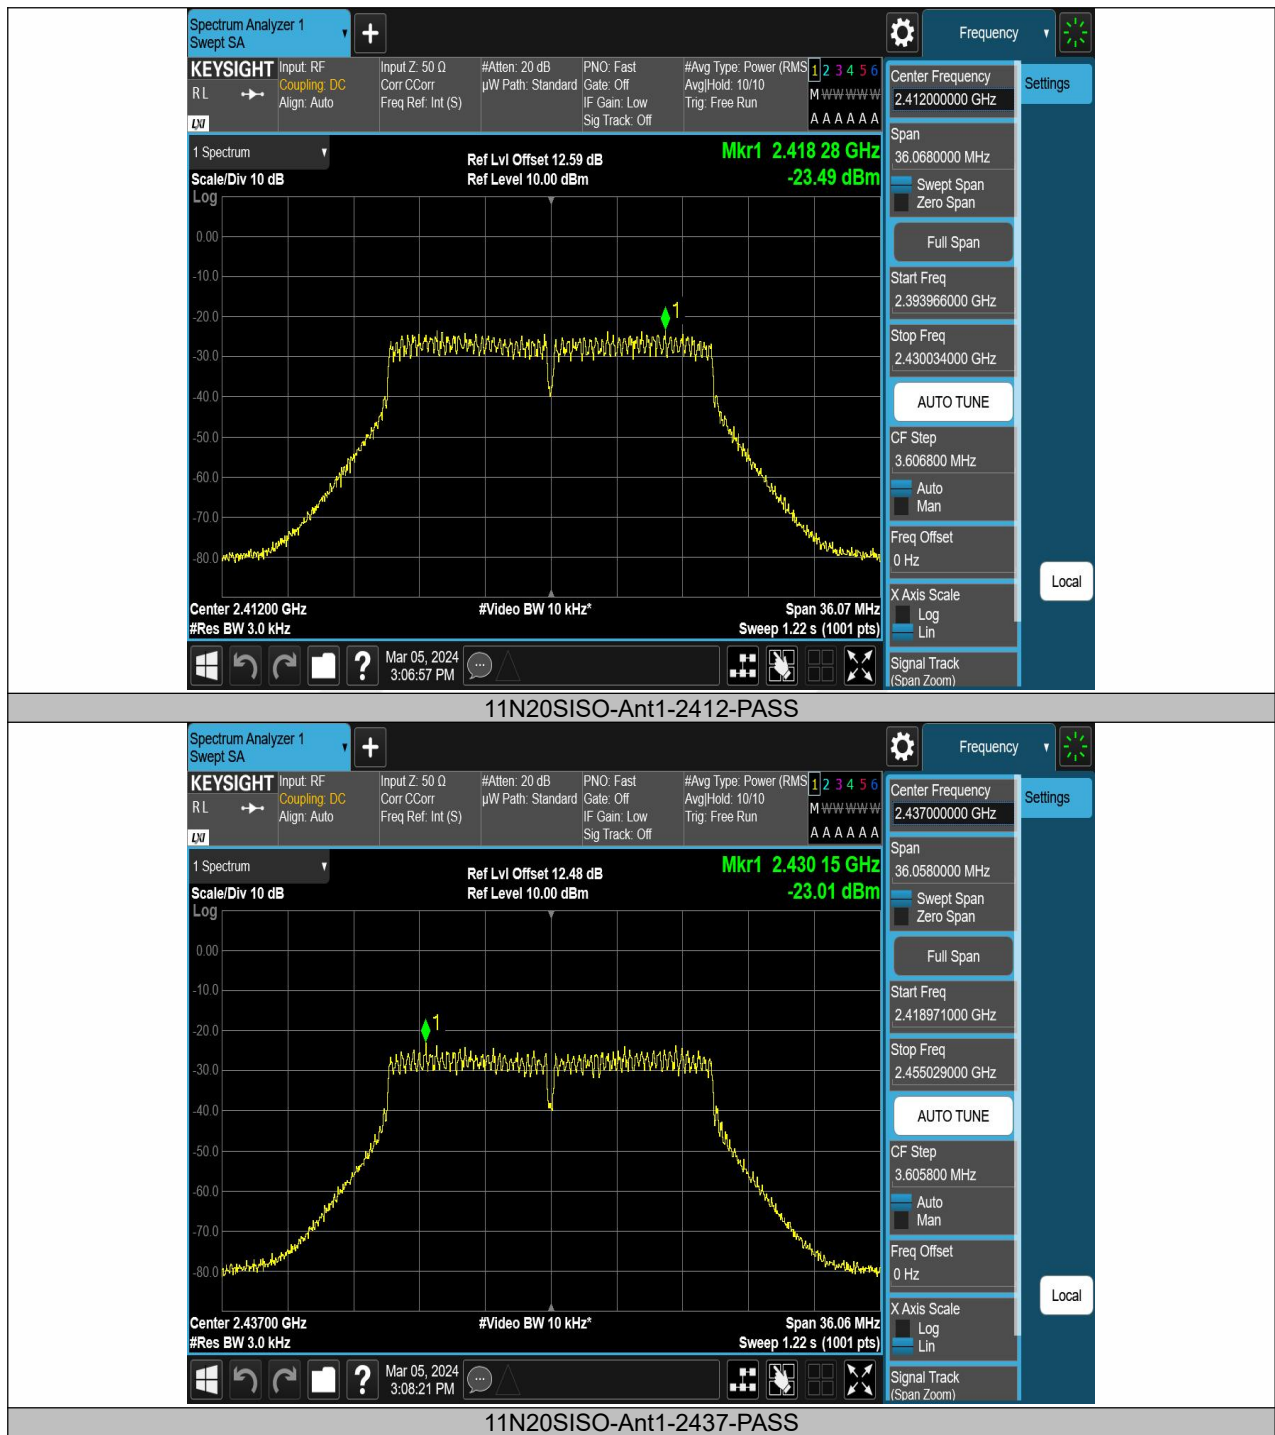 Spectrum Analyzer 1
Swept SA
+
Frequency
KEYSIGHT
RL
LXI
Input: RF
Coupling: DC
Align: Auto
Input Z: 50 Ω
Corr CCorr
Freq Ref: Int (S)
#Atten: 20 dB
µW Path: Standard
PNO: Fast
Gate: Off
IF Gain: Low
Sig Track: Off
#Avg Type: Power (RMS
Avg|Hold: 10/10
Trig: Free Run
1 2 3 4 5 6
M W W W W W
A A A A A A
1 Spectrum
Scale/Div 10 dB
Log
Ref Lvl Offset 12.59 dB
Ref Level 10.00 dBm
Mkr1 2.418 28 GHz
-23.49 dBm
0.00
-10.0
-20.0
-30.0
-40.0
-50.0
-60.0
-70.0
-80.0
1
Center 2.41200 GHz
#Res BW 3.0 kHz
#Video BW 10 kHz*
Span 36.07 MHz
Sweep 1.22 s (1001 pts)
Center Frequency
2.412000000 GHz
Span
36.0680000 MHz
Swept Span
Zero Span
Full Span
Start Freq
2.393966000 GHz
Stop Freq
2.430034000 GHz
AUTO TUNE
CF Step
3.606800 MHz
Auto
Man
Freq Offset
0 Hz
X Axis Scale
Log
Lin
Signal Track
(Span Zoom)
Settings
Local
?
Mar 05, 2024
3:06:57 PM
11N20SISO-Ant1-2412-PASS
Spectrum Analyzer 1
Swept SA
+
Frequency
KEYSIGHT
RL
LXI
Input: RF
Coupling: DC
Align: Auto
Input Z: 50 Ω
Corr CCorr
Freq Ref: Int (S)
#Atten: 20 dB
µW Path: Standard
PNO: Fast
Gate: Off
IF Gain: Low
Sig Track: Off
#Avg Type: Power (RMS
Avg|Hold: 10/10
Trig: Free Run
1 2 3 4 5 6
M W W W W W
A A A A A A
1 Spectrum
Scale/Div 10 dB
Log
Ref Lvl Offset 12.48 dB
Ref Level 10.00 dBm
Mkr1 2.430 15 GHz
-23.01 dBm
0.00
-10.0
-20.0
-30.0
-40.0
-50.0
-60.0
-70.0
-80.0
1
Center 2.43700 GHz
#Res BW 3.0 kHz
#Video BW 10 kHz*
Span 36.06 MHz
Sweep 1.22 s (1001 pts)
Center Frequency
2.437000000 GHz
Span
36.0580000 MHz
Swept Span
Zero Span
Full Span
Start Freq
2.418971000 GHz
Stop Freq
2.455029000 GHz
AUTO TUNE
CF Step
3.605800 MHz
Auto
Man
Freq Offset
0 Hz
X Axis Scale
Log
Lin
Signal Track
(Span Zoom)
Settings
Local
?
Mar 05, 2024
3:08:21 PM
11N20SISO-Ant1-2437-PASS